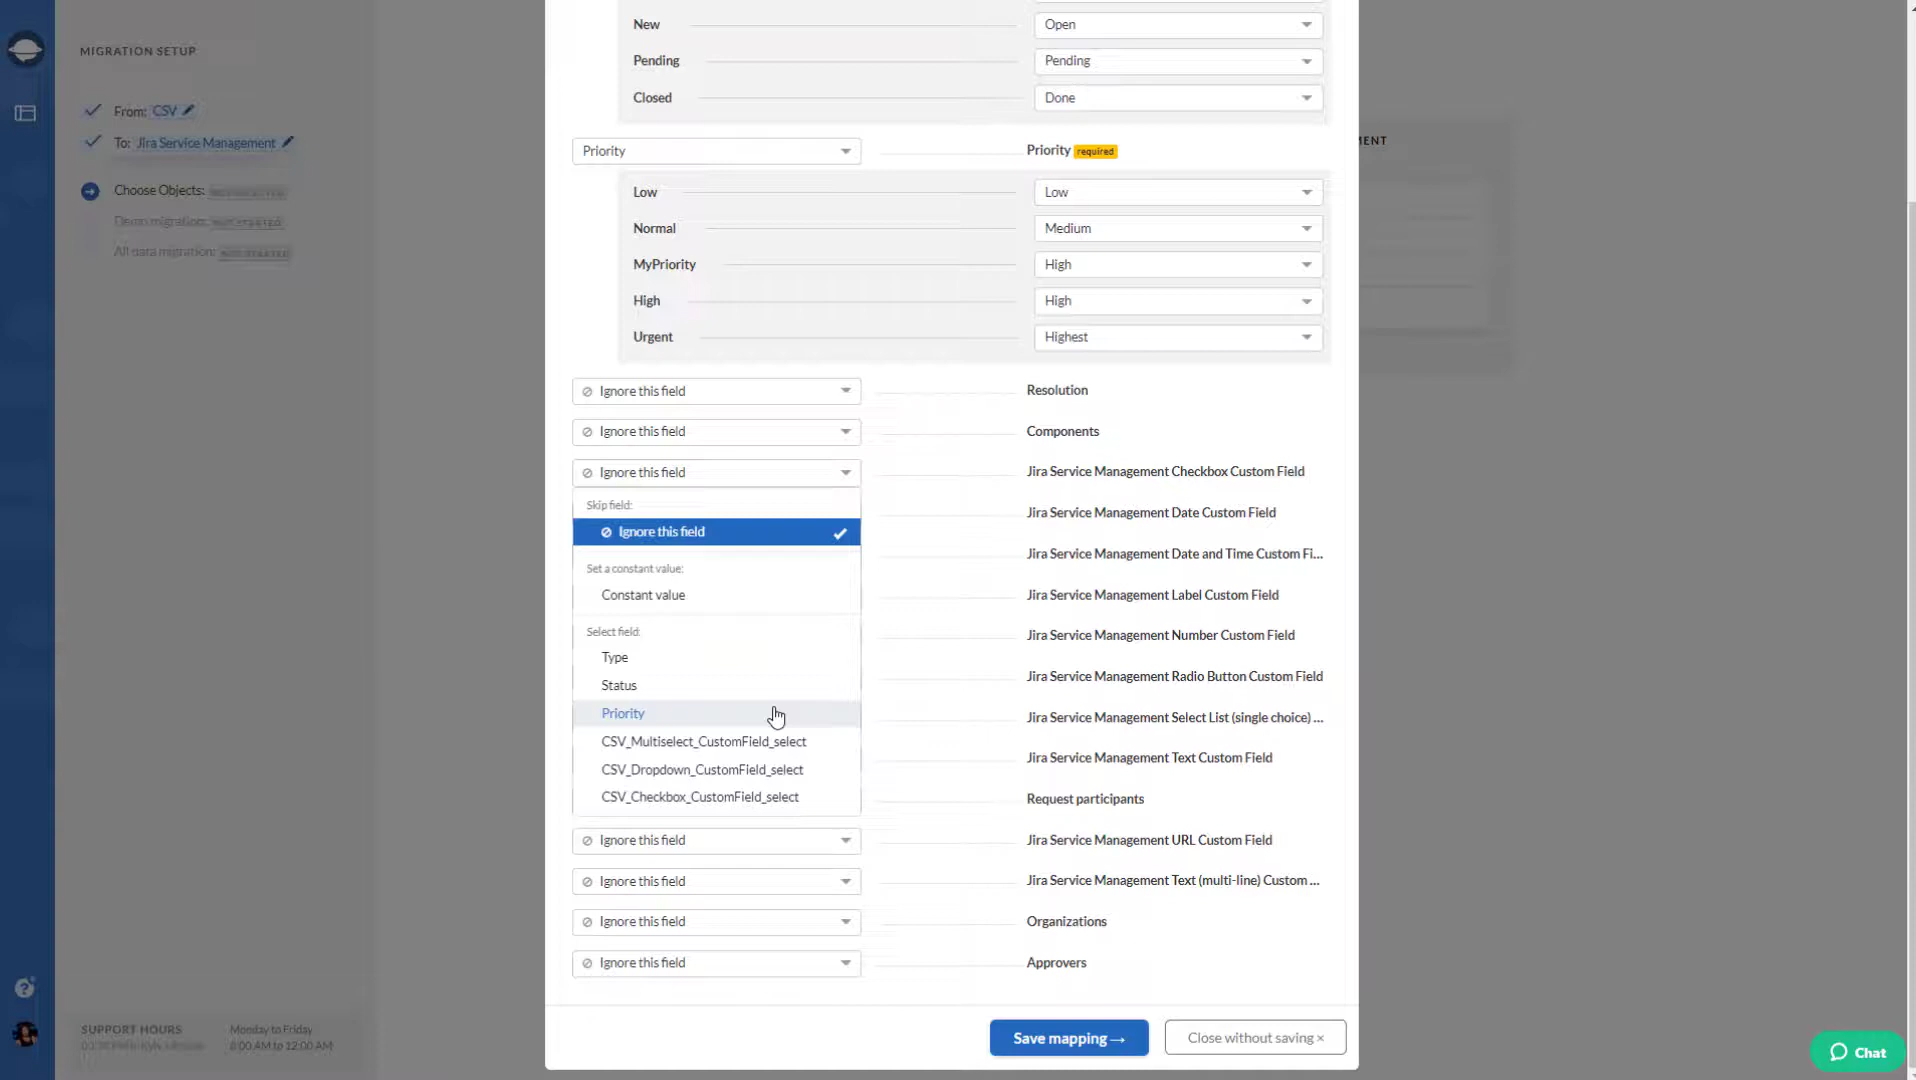 MIGRATION SETUP
From: CSV
To: Jira Service Management
Choose Objects: NOT STARTED
Demo migration: NOT STARTED
All data migration: NOT STARTED
New
Open
Pending
Pending
Closed
Done
Priority
Priority required
Low
Low
Normal
Medium
MyPriority
High
High
High
Urgent
Highest
Ignore this field
Resolution
Ignore this field
Components
Ignore this field
Jira Service Management Checkbox Custom Field
Skip field:
Ignore this field
Set a constant value:
Constant value
Select field:
Type
Status
Priority
CSV_Multiselect_CustomField_select
CSV_Dropdown_CustomField_select
CSV_Checkbox_CustomField_select
Jira Service Management Date Custom Field
Jira Service Management Date and Time Custom Fi...
Jira Service Management Label Custom Field
Jira Service Management Number Custom Field
Jira Service Management Radio Button Custom Field
Jira Service Management Select List (single choice) ...
Jira Service Management Text Custom Field
Request participants
Ignore this field
Jira Service Management URL Custom Field
Ignore this field
Jira Service Management Text (multi-line) Custom ...
Ignore this field
Organizations
Ignore this field
Approvers
Save mapping →
Close without saving ×
MENT
SUPPORT HOURS
Monday to Friday
8:00 AM to 12:00 AM
Chat